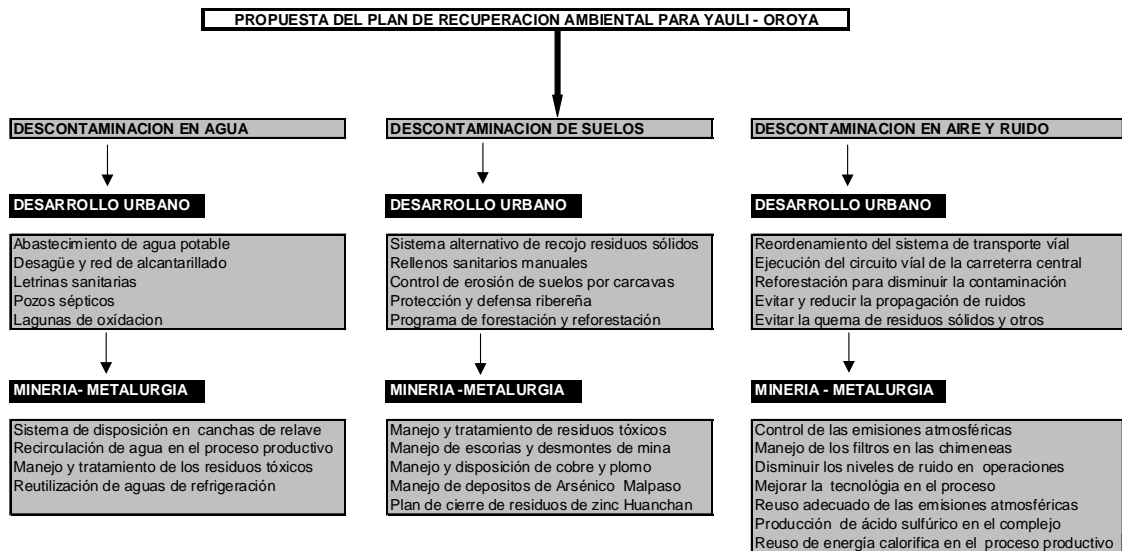 PROPUESTA DEL PLAN DE RECUPERACION AMBIENTAL PARA YAULI - OROYA
DESCONTAMINACION EN AGUA
DESARROLLO URBANO
Abastecimiento de agua potable
Desagüe y red de alcantarillado
Letrinas sanitarias
Pozos sépticos
Lagunas de oxídacion
MINERIA- METALURGIA
Sistema de disposición en canchas de relave
Recirculación de agua en el proceso productivo
Manejo y tratamiento de los residuos tóxicos
Reutilización de aguas de refrigeración
DESCONTAMINACION DE SUELOS
DESARROLLO URBANO
Sistema alternativo de recojo residuos sólidos
Rellenos sanitarios manuales
Control de erosión de suelos por carcavas
Protección y defensa ribereña
Programa de forestación y reforestación
MINERIA -METALURGIA
Manejo y tratamiento de residuos tóxicos
Manejo de escorias y desmontes de mina
Manejo y disposición de cobre y plomo
Manejo de depositos de Arsénico Malpaso
Plan de cierre de residuos de zinc Huanchan
DESCONTAMINACION EN AIRE Y RUIDO
DESARROLLO URBANO
Reordenamiento del sistema de transporte víal
Ejecución del circuito víal de la carreterra central
Reforestación para disminuir la contaminación
Evitar y reducir la propagación de ruidos
Evitar la quema de residuos sólidos y otros
MINERIA - METALURGIA
Control de las emisiones atmosféricas
Manejo de los filtros en las chimeneas
Disminuir los niveles de ruido en operaciones
Mejorar la tecnológia en el proceso
Reuso adecuado de las emisiones atmosféricas
Producción de ácido sulfúrico en el complejo
Reuso de energía calorifica en el proceso productivo